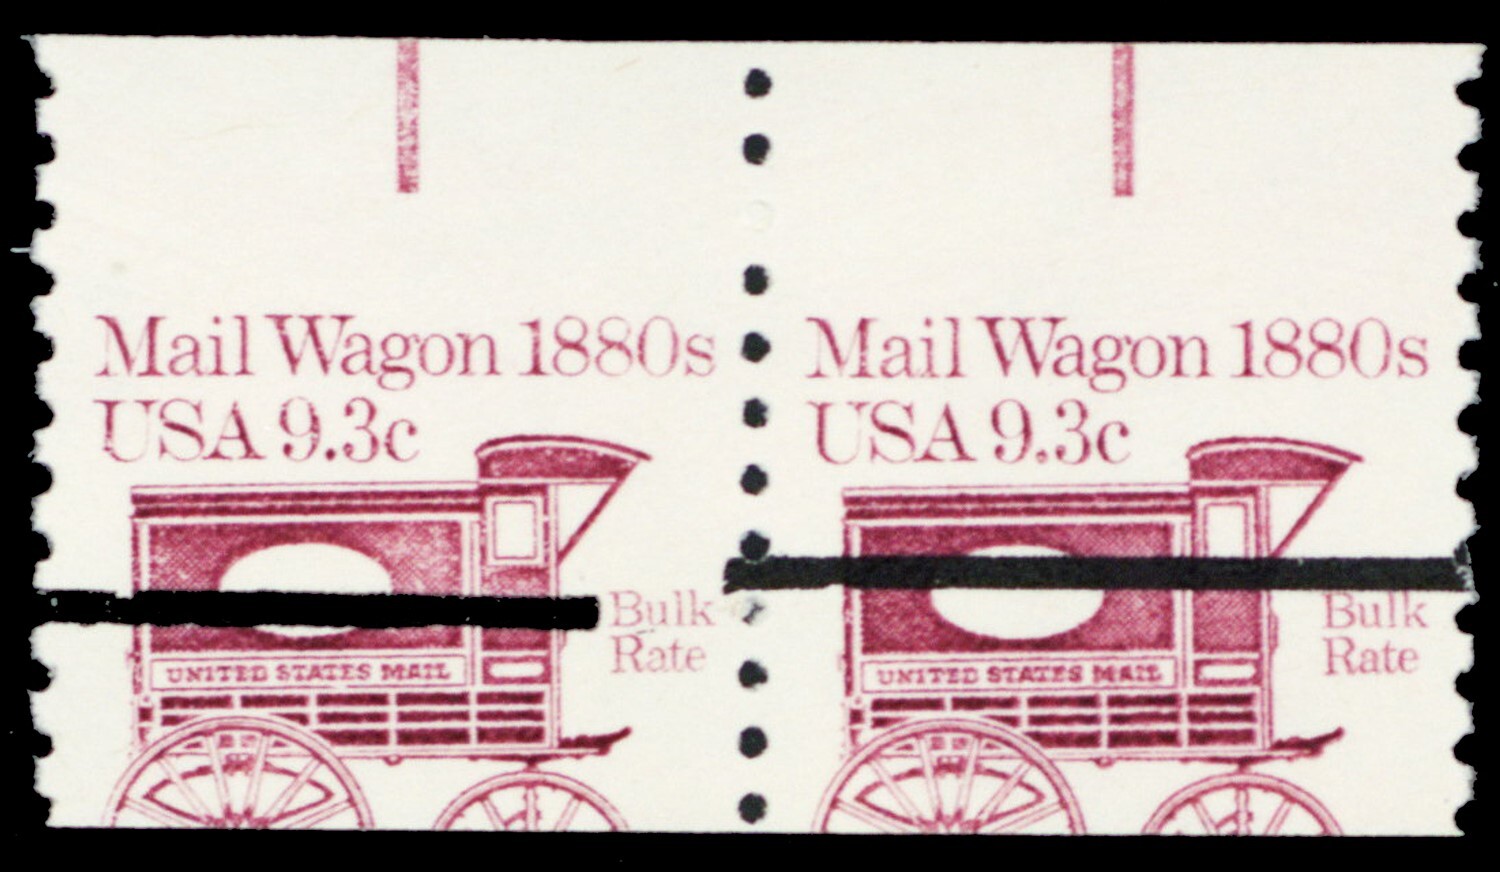 Mail Wagon 1880s
USA 9.3c
Bulk
Rate
UNITED STATES MAIL
Mail Wagon 1880s
USA 9.3c
Bulk
Rate
UNITED STATES MAIL